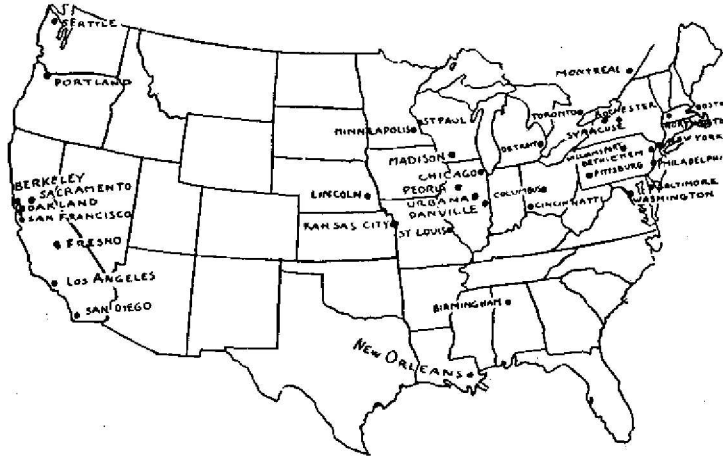 SEATTLE
PORTLAND
MONTREAL
TORONTO
ROCHESTER
BOSTON
ST PAUL
MINNEAPOLIS
SYRACUSE
NEW YORK
MADISON
DETROIT
BETHLEHEM
PITTSBURG
PHILADELPHIA
BERKELEY
SACRAMENTO
OAKLAND
SAN FRANCISCO
CHICAGO
PEORIA
LINCOLN
URBANA
DANVILLE
COLUMBUS
CINCINNATTI
BALTIMORE
WASHINGTON
KANSAS CITY
ST LOUIS
FRESNO
LOS ANGELES
SAN DIEGO
BIRMINGHAM
NEW ORLEANS